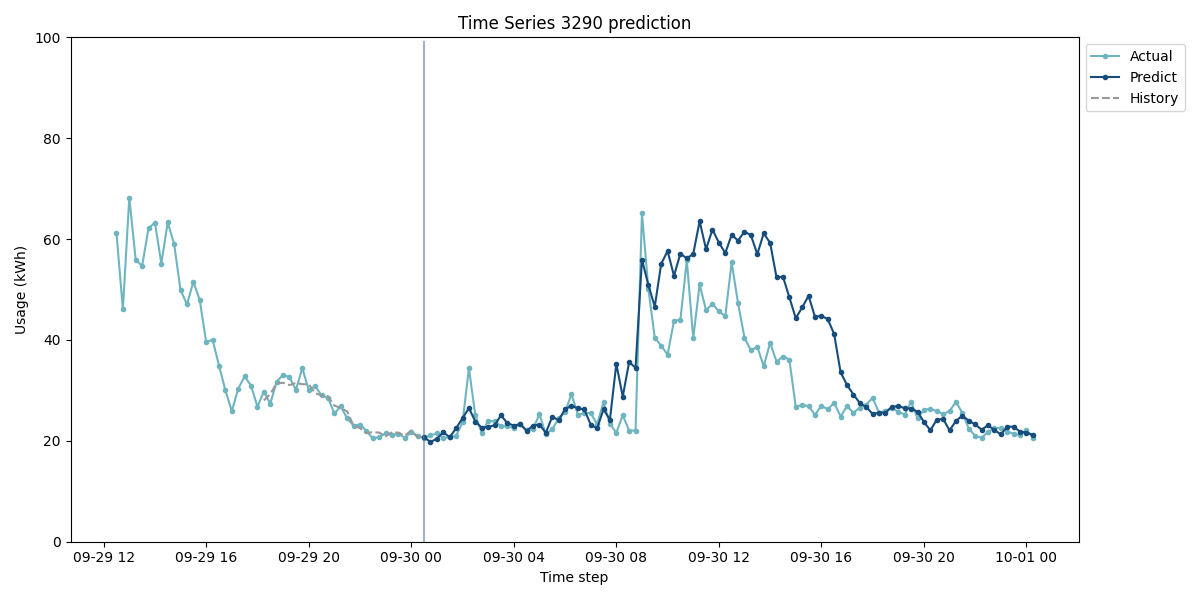 Time Series 3290 prediction
Usage (kWh)
100
80
60
40
20
0
09-29 12
09-29 16
09-29 20
09-30 00
09-30 04
09-30 08
09-30 12
09-30 16
09-30 20
10-01 00
Time step
Actual
Predict
History